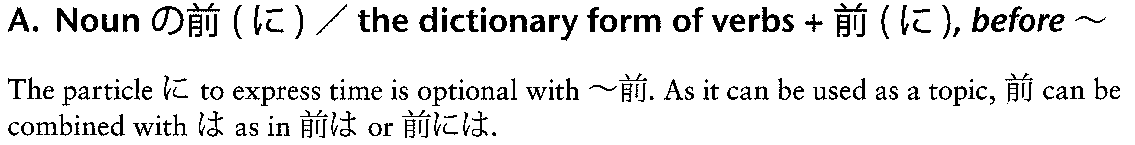 A. Noun の前 (に) ／ the dictionary form of verbs + 前 (に), before ～
The particle に to express time is optional with ～前. As it can be used as a topic, 前 can be
combined with は as in 前は or 前には.